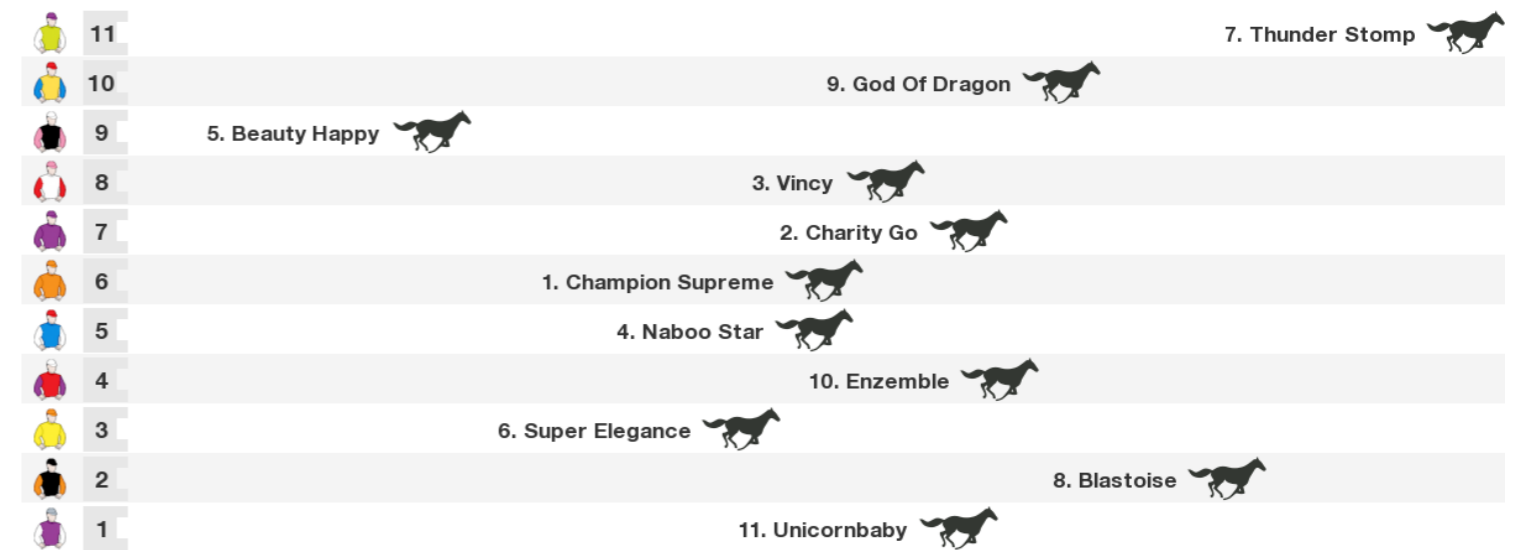 11 7. Thunder Stomp
10 9. God Of Dragon
9 5. Beauty Happy
8 3. Vincy
7 2. Charity Go
6 1. Champion Supreme
5 4. Naboo Star
4 10. Enzemble
3 6. Super Elegance
2 8. Blastoise
1 11. Unicornbaby